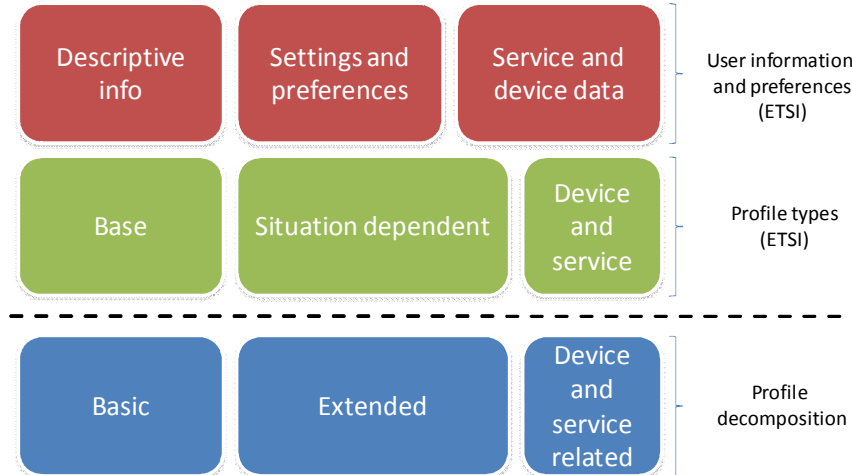 Descriptive
info
Settings and
preferences
Service and
device data
User information
and preferences
(ETSI)
Base
Situation dependent
Device
and
service
Profile types
(ETSI)
Basic
Extended
Device
and
service
related
Profile
decomposition